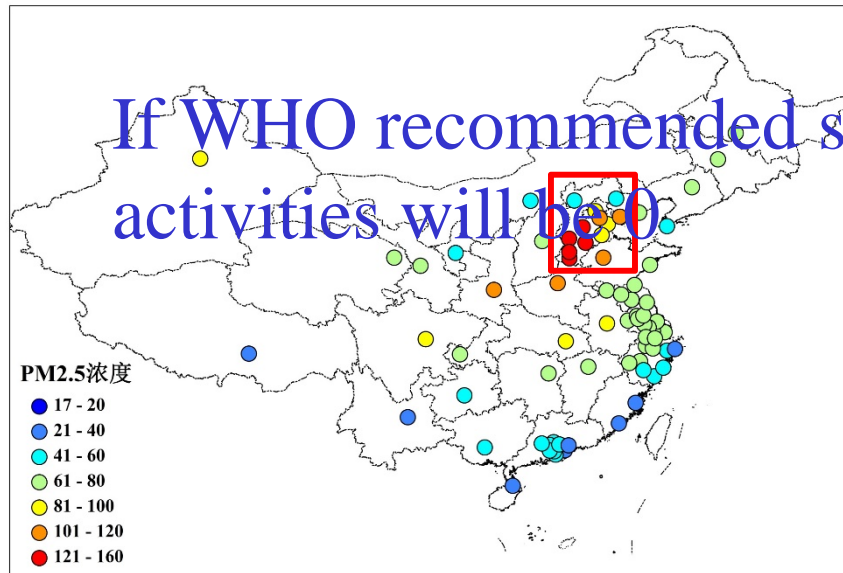 If WHO recommended s
activities will be 0
PM2.5浓度
17 - 20
21 - 40
41 - 60
61 - 80
81 - 100
101 - 120
121 - 160